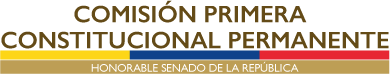 COMISIÓN PRIMERA
CONSTITUCIONAL PERMANENTE
HONORABLE SENADO DE LA REPÚBLICA